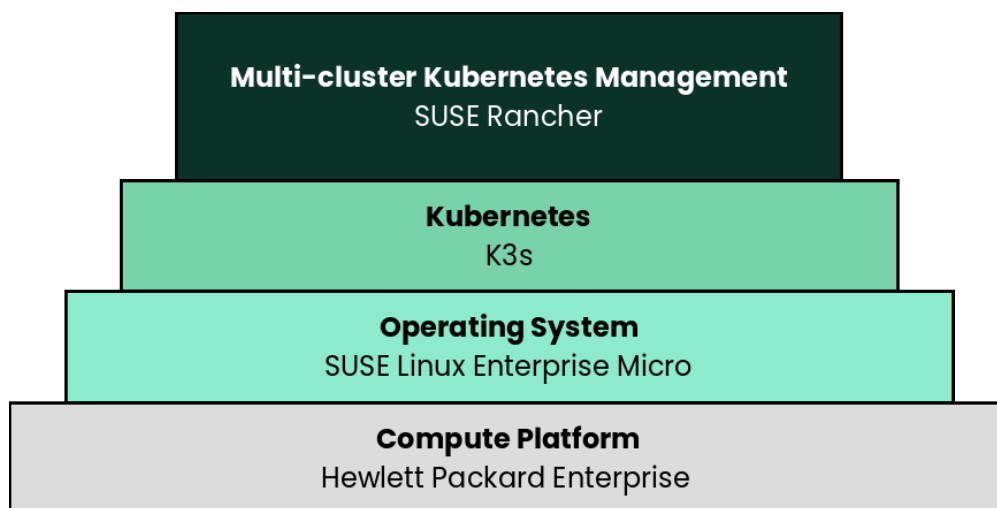 Multi-cluster Kubernetes Management
SUSE Rancher
Kubernetes
K3s
Operating System
SUSE Linux Enterprise Micro
Compute Platform
Hewlett Packard Enterprise